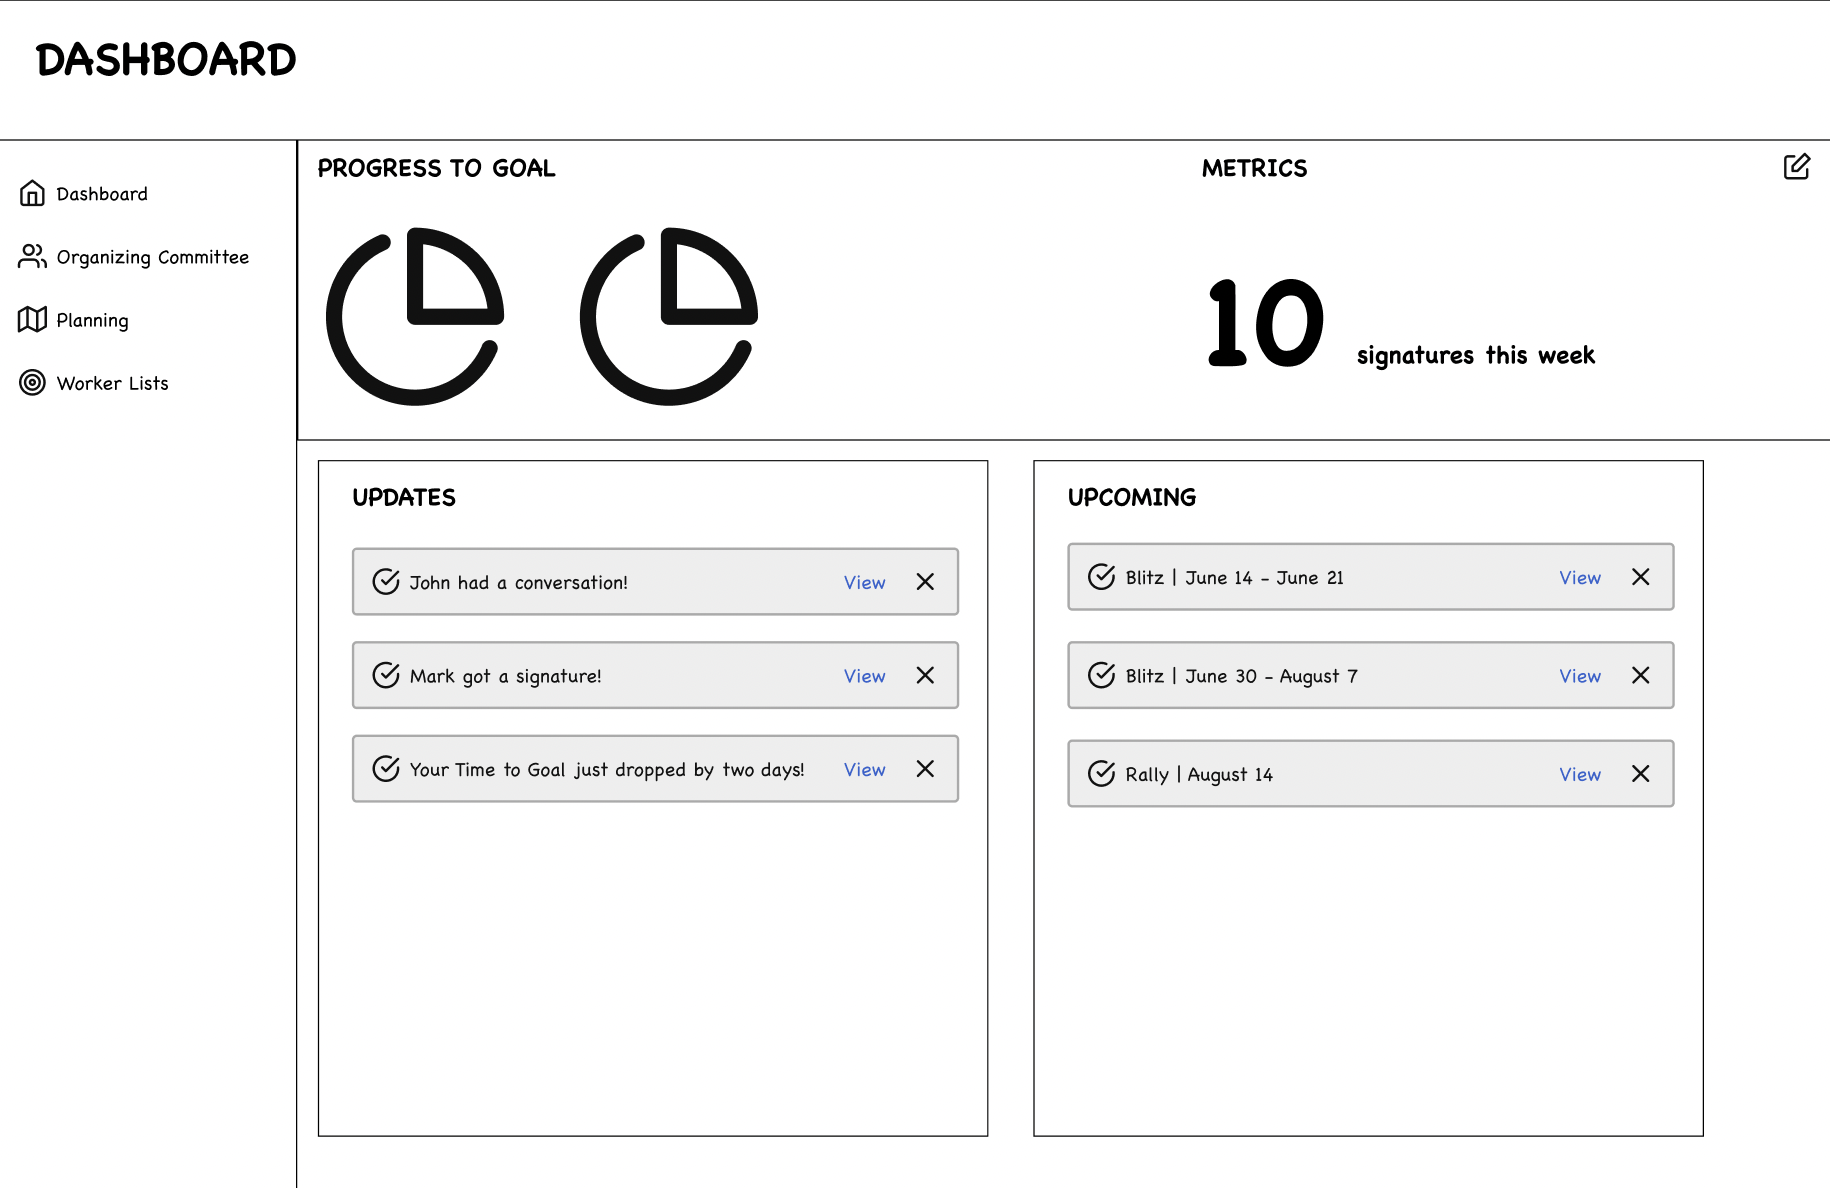 DASHBOARD
Dashboard
Organizing Committee
Planning
Worker Lists
PROGRESS TO GOAL
METRICS
10 signatures this week
UPDATES
John had a conversation! View
Mark got a signature! View
Your Time to Goal just dropped by two days! View
UPCOMING
Blitz | June 14 - June 21 View
Blitz | June 30 - August 7 View
Rally | August 14 View